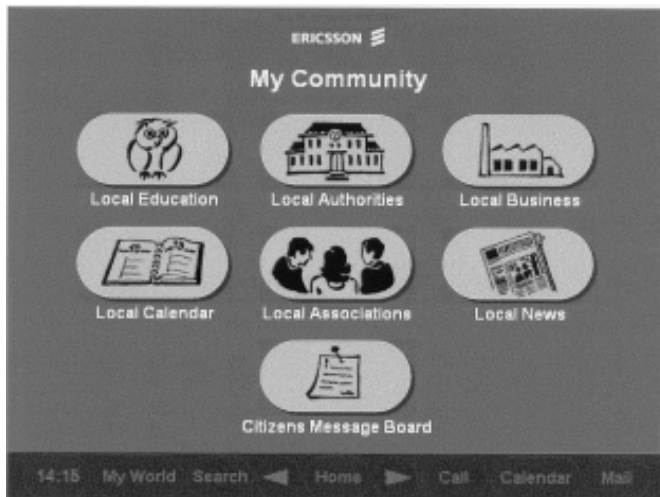 ERICSSON
My Community
Local Education Local Authorities Local Business
Local Calendar Local Associations Local News
Citizens Message Board
14:15 My World Search Home Call Calendar Mail